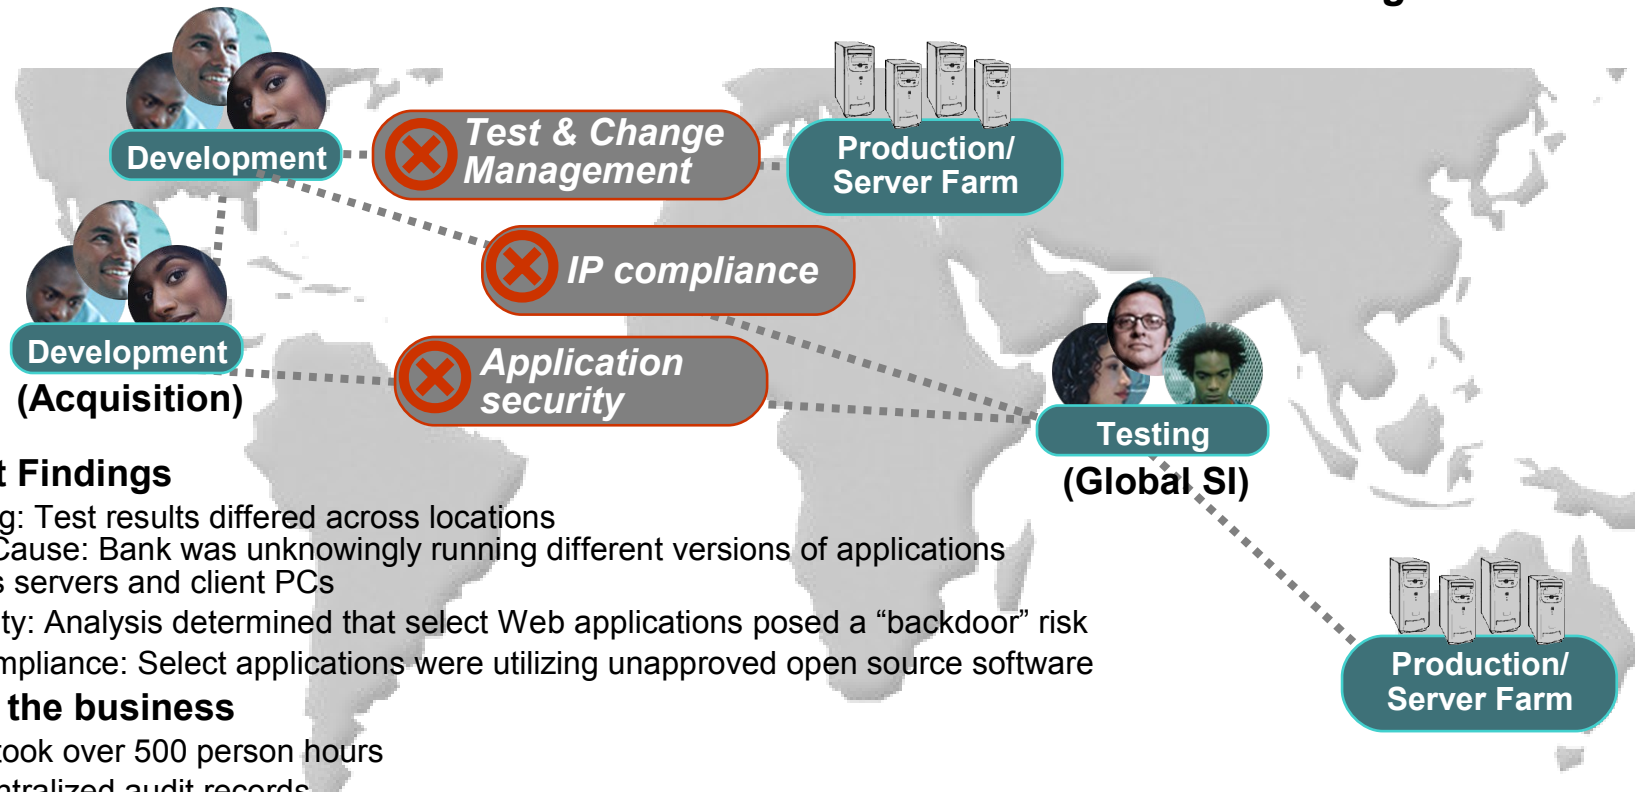 Development
Test & Change
Management
Production/
Server Farm
IP compliance
Development
(Acquisition)
Application
security
Testing
(Global SI)
t Findings
g: Test results differed across locations
Cause: Bank was unknowingly running different versions of applications
s servers and client PCs
ty: Analysis determined that select Web applications posed a “backdoor” risk
mpliance: Select applications were utilizing unapproved open source software
the business
took over 500 person hours
ntralized audit records
Production/
Server Farm